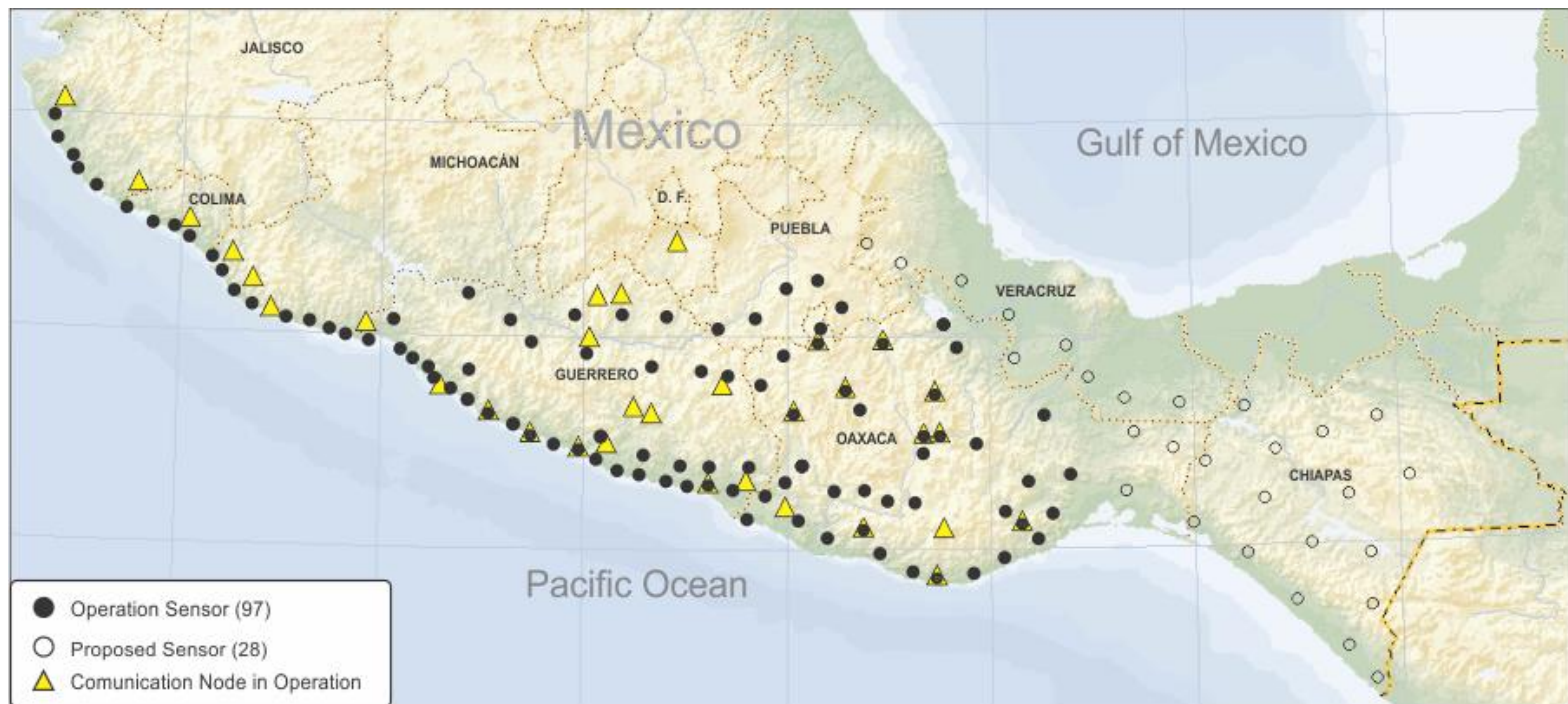 JALISCO
Mexico
Gulf of Mexico
MICHOACÁN
COLIMA
D. F.
PUEBLA
VERACRUZ
GUERRERO
OAXACA
CHIAPAS
Pacific Ocean
Operation Sensor (97)
Proposed Sensor (28)
Comunication Node in Operation